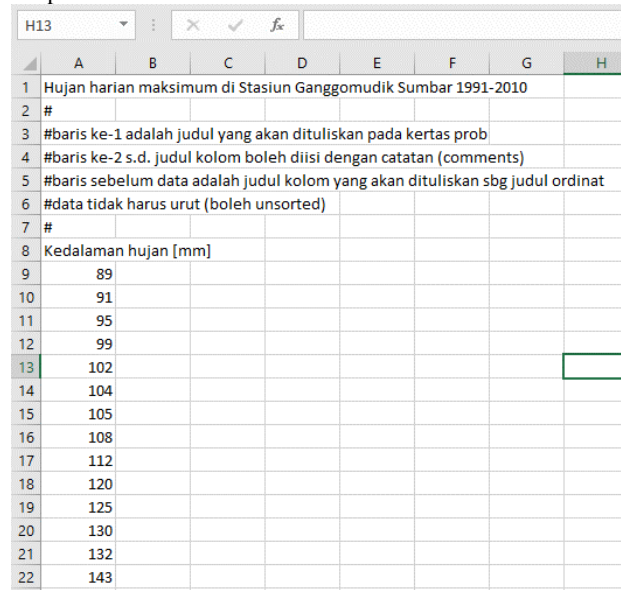 H13 fx
A B C D E F G H
1 Hujan harian maksimum di Stasiun Ganggomudik Sumbar 1991-2010
2 #
3 #baris ke-1 adalah judul yang akan dituliskan pada kertas prob
4 #baris ke-2 s.d. judul kolom boleh diisi dengan catatan (comments)
5 #baris sebelum data adalah judul kolom yang akan dituliskan sbg judul ordinat
6 #data tidak harus urut (boleh unsorted)
7 #
8 Kedalaman hujan [mm]
9 89
10 91
11 95
12 99
13 102
14 104
15 105
16 108
17 112
18 120
19 125
20 130
21 132
22 143